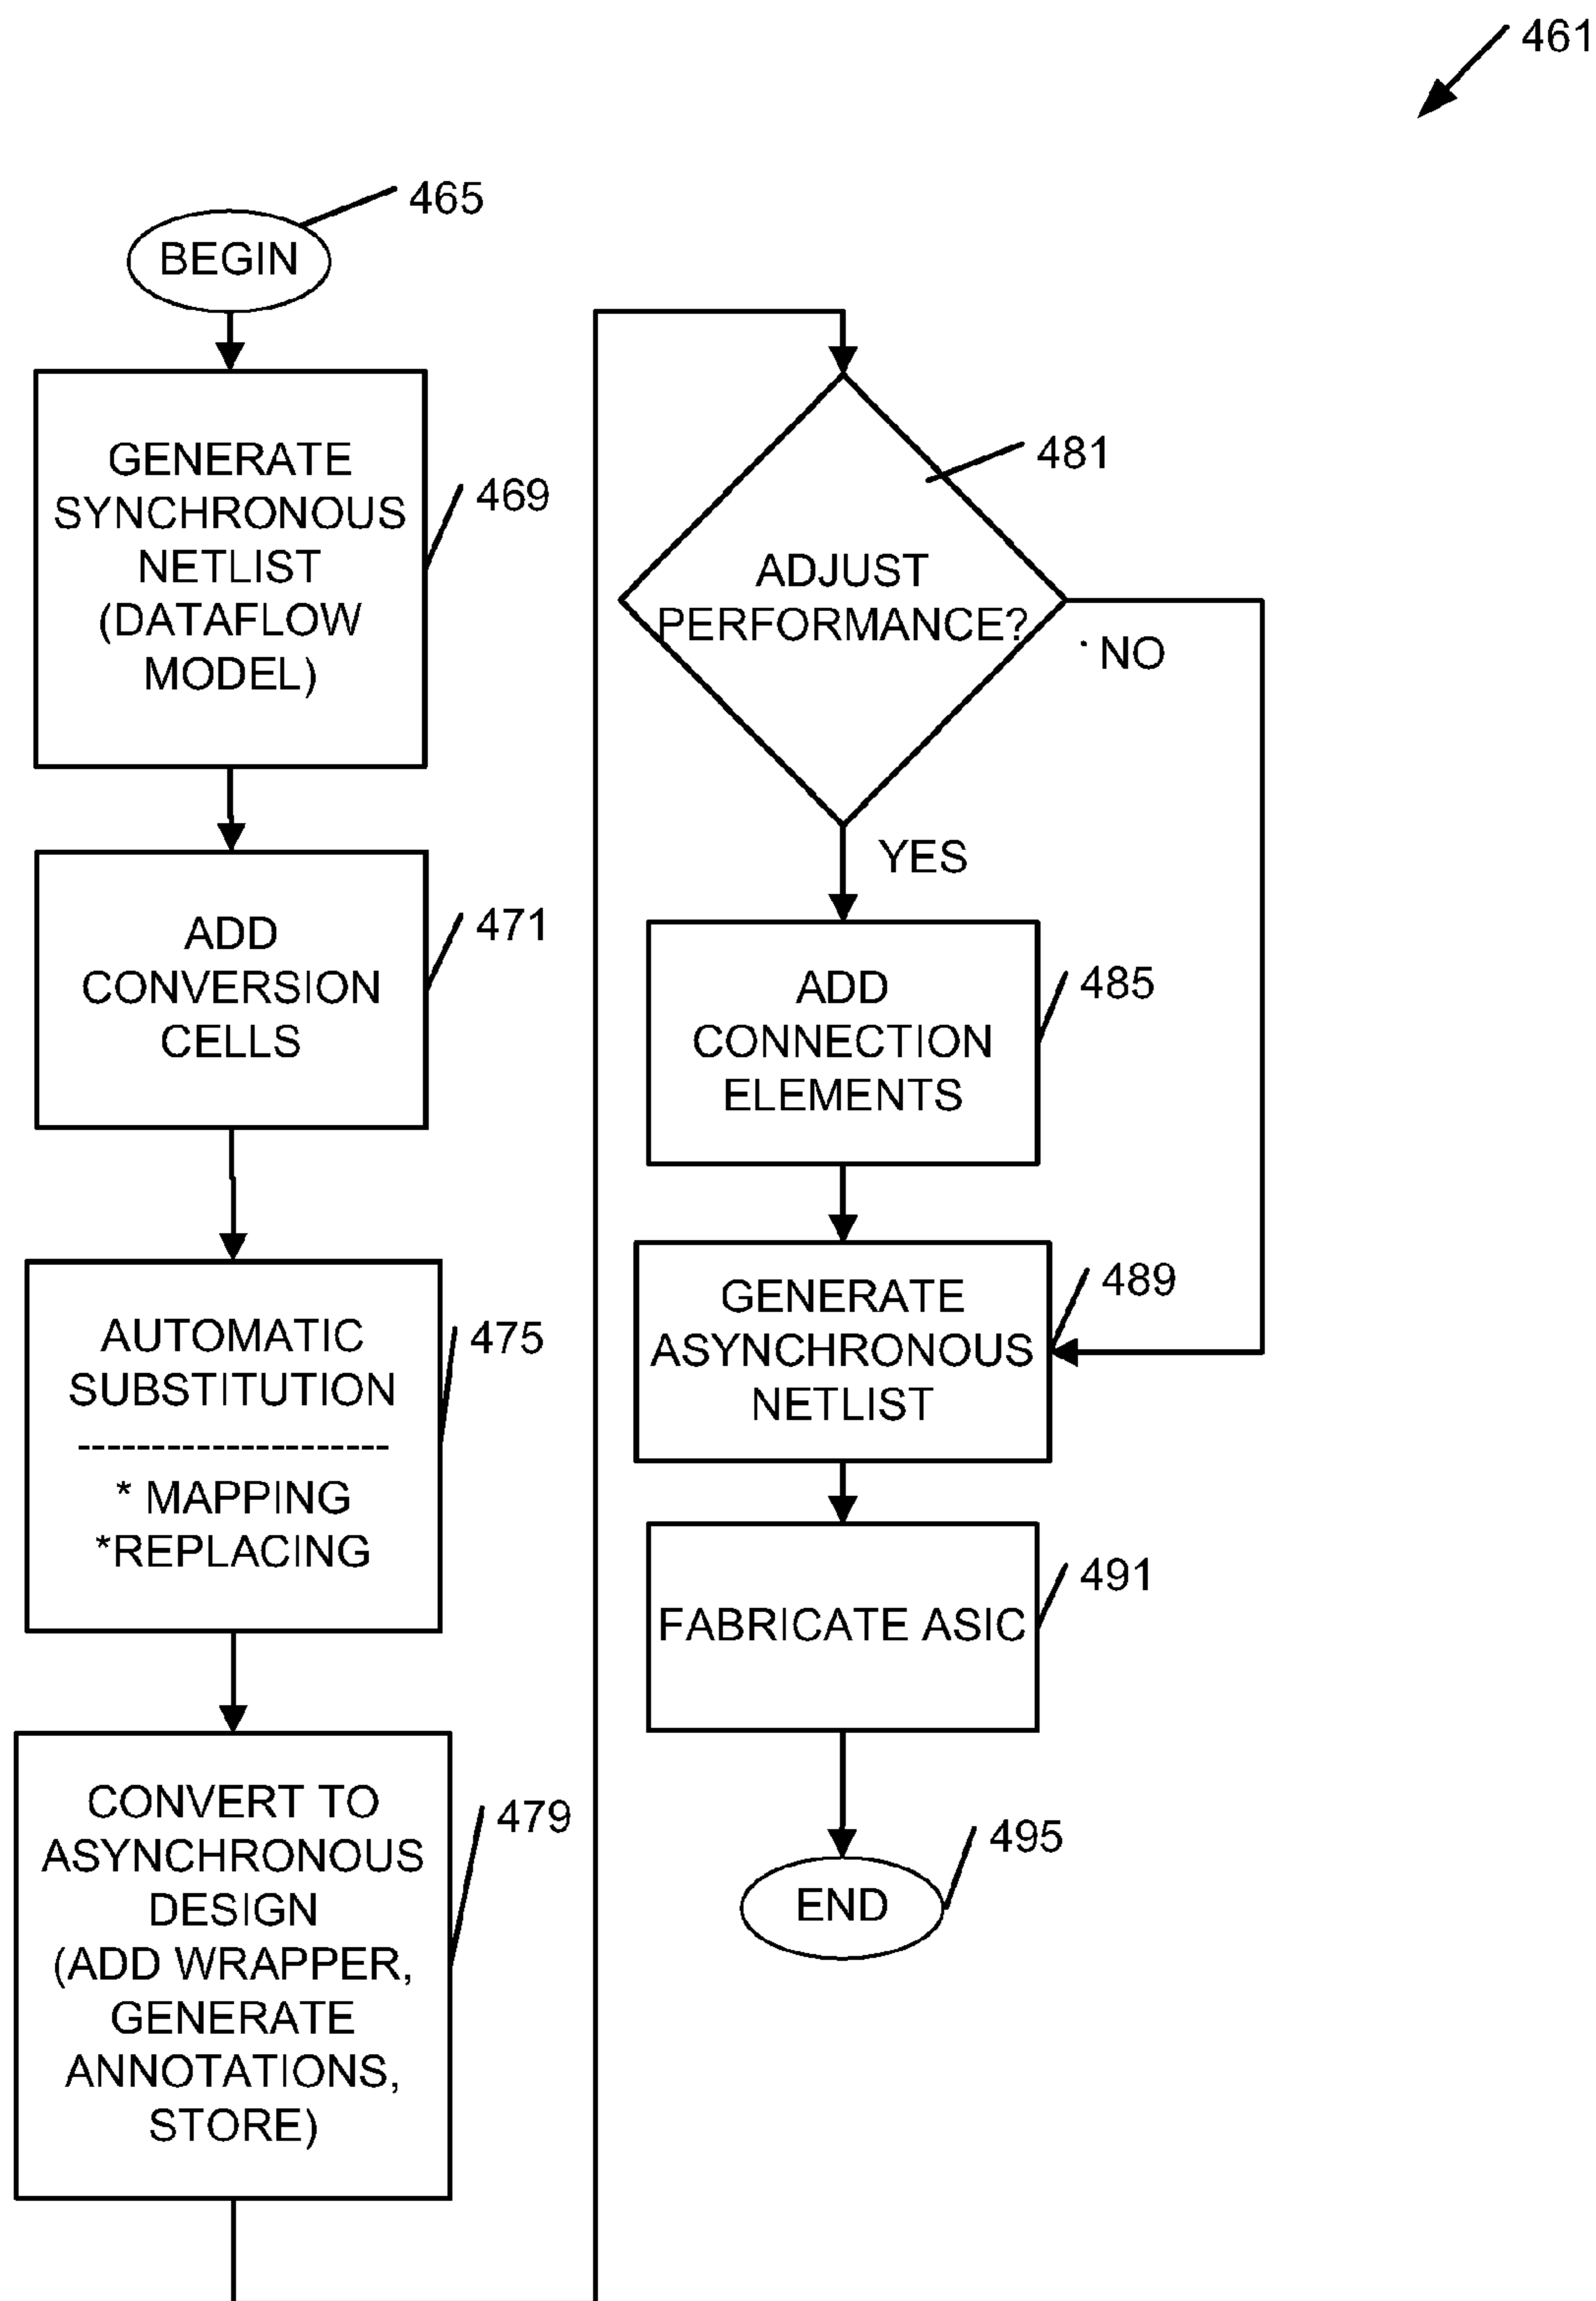 461
465
BEGIN
GENERATE
SYNCHRONOUS
NETLIST
(DATAFLOW
MODEL)
469
ADD
CONVERSION
CELLS
471
AUTOMATIC
SUBSTITUTION
---------------------
* MAPPING
*REPLACING
475
CONVERT TO
ASYNCHRONOUS
DESIGN
(ADD WRAPPER,
GENERATE
ANNOTATIONS,
STORE)
479
481
ADJUST
PERFORMANCE?
NO
YES
ADD
CONNECTION
ELEMENTS
485
GENERATE
ASYNCHRONOUS
NETLIST
489
FABRICATE ASIC
491
END
495